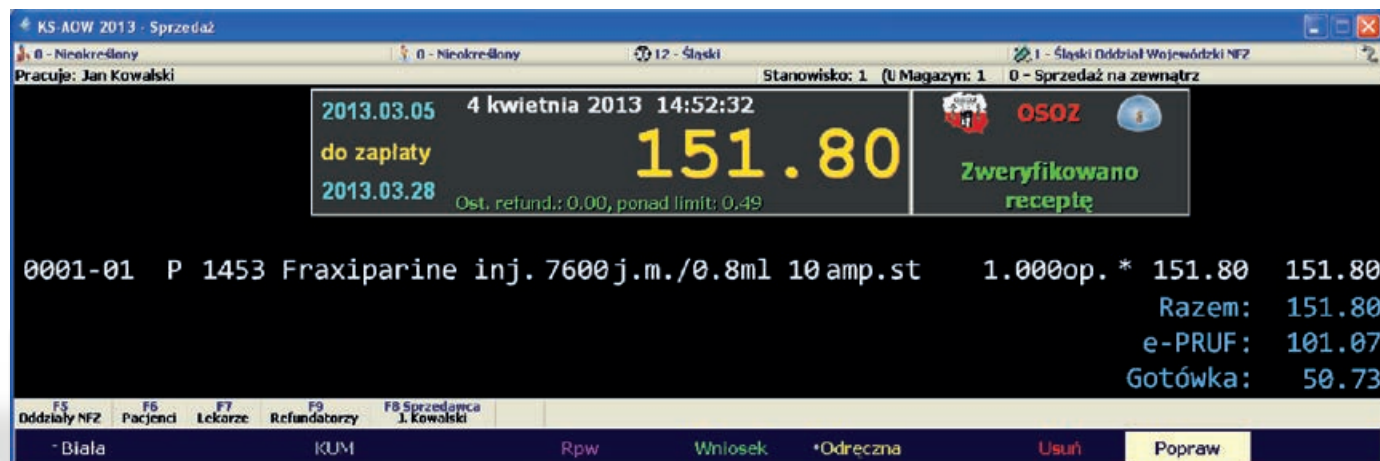 KS-AOW 2013 - Sprzedaż
0 - Nieokreślony 0 - Nieokreślony 12 - Śląski 1 - Śląski Oddział Wojewódzki NFZ
Pracuje: Jan Kowalski Stanowisko: 1 (U Magazyn: 1 0 - Sprzedaż na zewnątrz
2013.03.05 4 kwietnia 2013 14:52:32 OSOZ
do zapłaty 151.80 Zweryfikowano
2013.03.28 Ost. refund.: 0.00, ponad limit: 0.49 receptę
0001-01 P 1453 Fraxiparine inj. 7600 j.m./0.8ml 10 amp.st 1.000op. * 151.80 151.80
Razem: 151.80
e-PRUF: 101.07
Gotówka: 50.73
F5 F6 F7 F9 F8 Sprzedawca
Oddziały NFZ Pacjenci Lekarze Refundatorzy J. Kowalski
-Biała KUM Rpw Wniosek •Odręczna Usuń Popraw